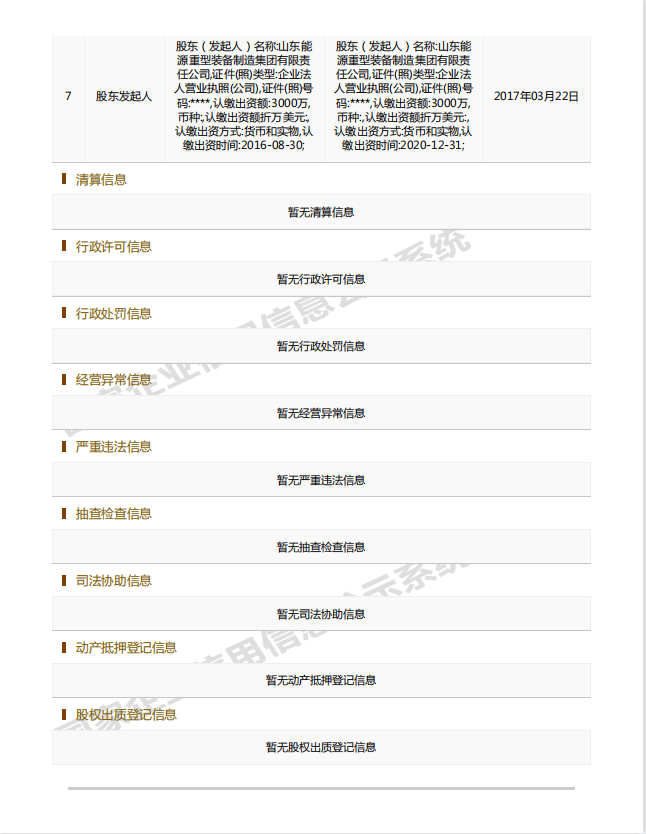 7
股东发起人
股东（发起人）名称:山东能
源重型装备制造集团有限责
任公司,证件(照)类型:企业法
人营业执照(公司),证件(照)号
码:****,认缴出资额:3000万,
币种:,认缴出资额折万美元:,
认缴出资方式:货币和实物,认
缴出资时间:2016-08-30;
股东（发起人）名称:山东能
源重型装备制造集团有限责
任公司,证件(照)类型:企业法
人营业执照(公司),证件(照)号
码:****,认缴出资额:3000万,
币种:,认缴出资额折万美元:,
认缴出资方式:货币和实物,认
缴出资时间:2020-12-31;
2017年03月22日
清算信息
暂无清算信息
行政许可信息
暂无行政许可信息
行政处罚信息
暂无行政处罚信息
经营异常信息
暂无经营异常信息
严重违法信息
暂无严重违法信息
抽查检查信息
暂无抽查检查信息
司法协助信息
暂无司法协助信息
动产抵押登记信息
暂无动产抵押登记信息
股权出质登记信息
暂无股权出质登记信息